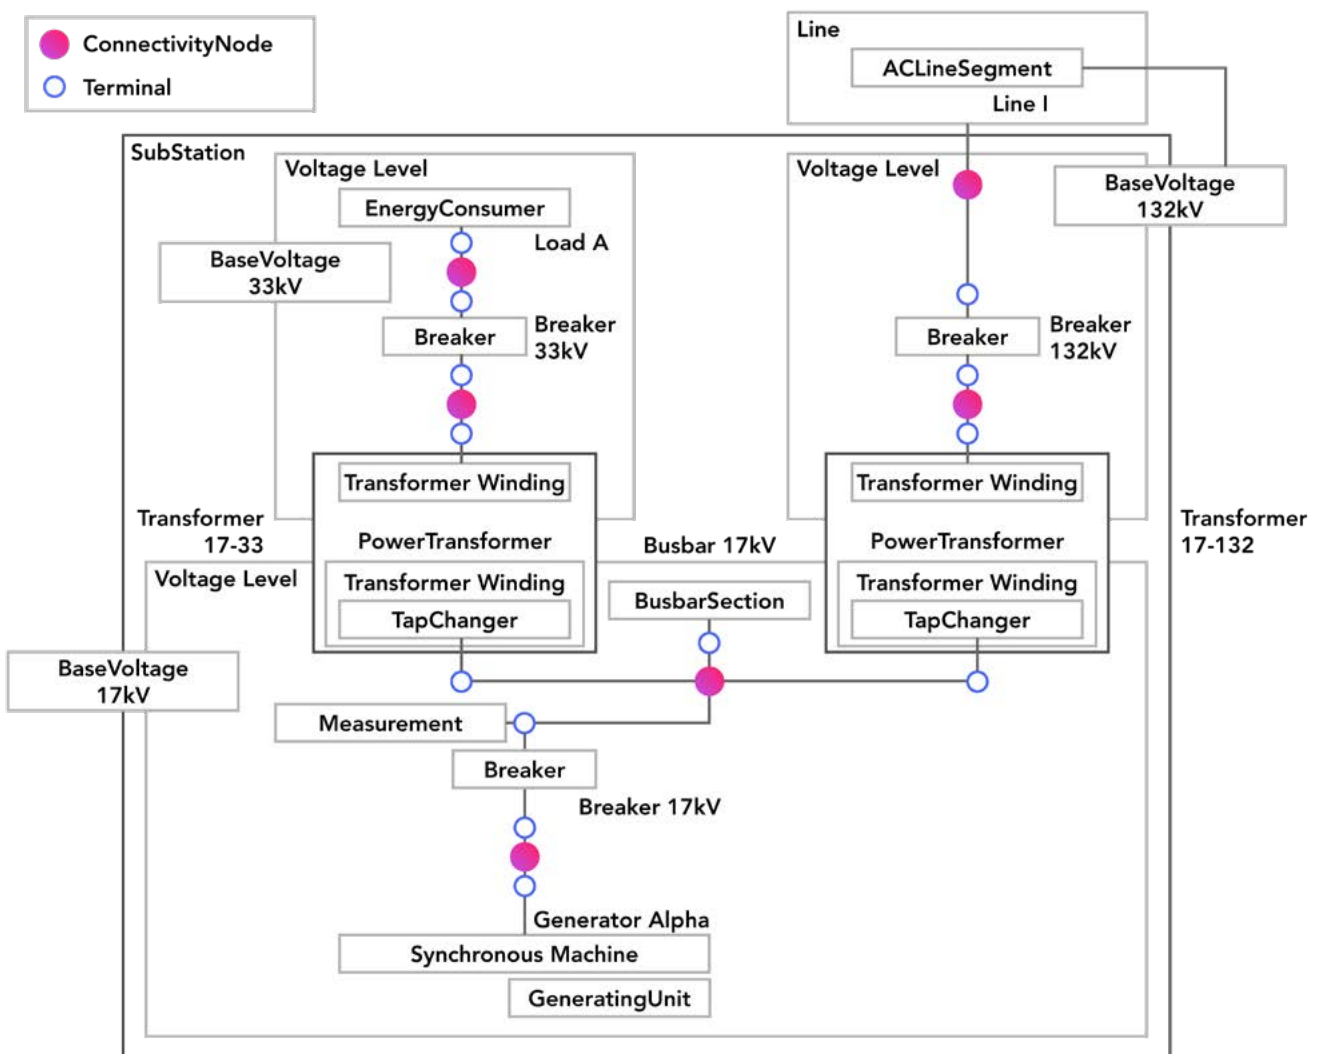 ConnectivityNode
Terminal
Line
ACLineSegment
Line I
SubStation
Voltage Level
EnergyConsumer
Load A
BaseVoltage
33kV
Breaker
Breaker
33kV
Voltage Level
BaseVoltage
132kV
Breaker
Breaker
132kV
Transformer Winding
Transformer Winding
Transformer
17-33
PowerTransformer
Busbar 17kV
PowerTransformer
Transformer
17-132
Voltage Level
Transformer Winding
TapChanger
BusbarSection
Transformer Winding
TapChanger
BaseVoltage
17kV
Measurement
Breaker
Breaker 17kV
Generator Alpha
Synchronous Machine
GeneratingUnit